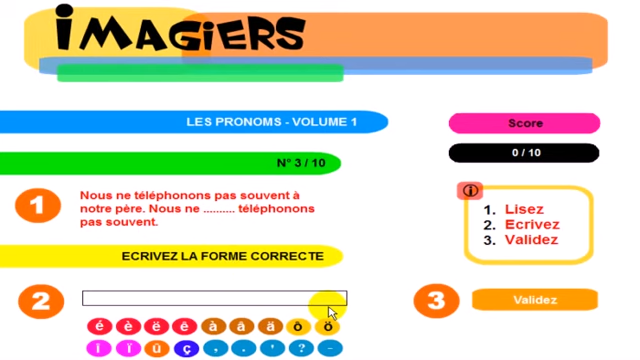 iMAGiERS
LES PRONOMS - VOLUME 1
Score
0 / 10
N° 3 / 10
1
Nous ne téléphonons pas souvent à
notre père. Nous ne .......... téléphonons
pas souvent.
i
1. Lisez
2. Ecrivez
3. Validez
ECRIVEZ LA FORME CORRECTE
2
3
Validez
é è ë ê à â ä
ç , . ' ? -